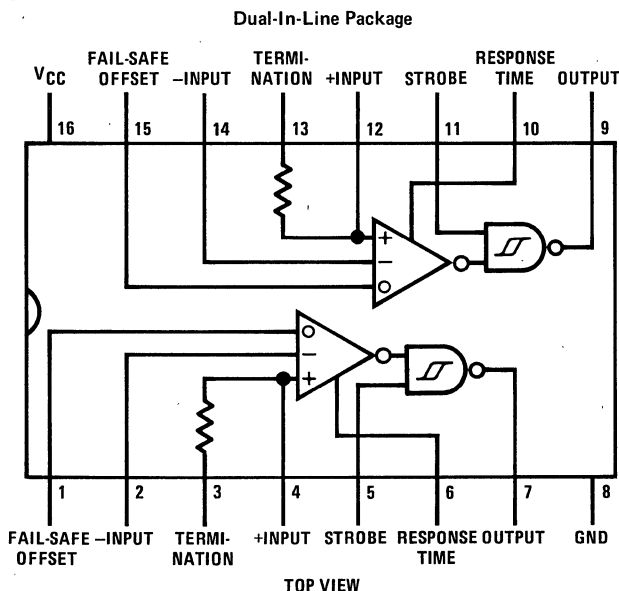 Dual-In-Line Package
VCC
FAIL-SAFE
OFFSET
–INPUT
TERMI-
NATION
+INPUT
STROBE
RESPONSE
TIME
OUTPUT
16
15
14
13
12
11
10
9
+
–
+
–
1
2
3
4
5
6
7
8
FAIL-SAFE
OFFSET
–INPUT
TERMI-
NATION
+INPUT
STROBE
RESPONSE
TIME
OUTPUT
GND
TOP VIEW